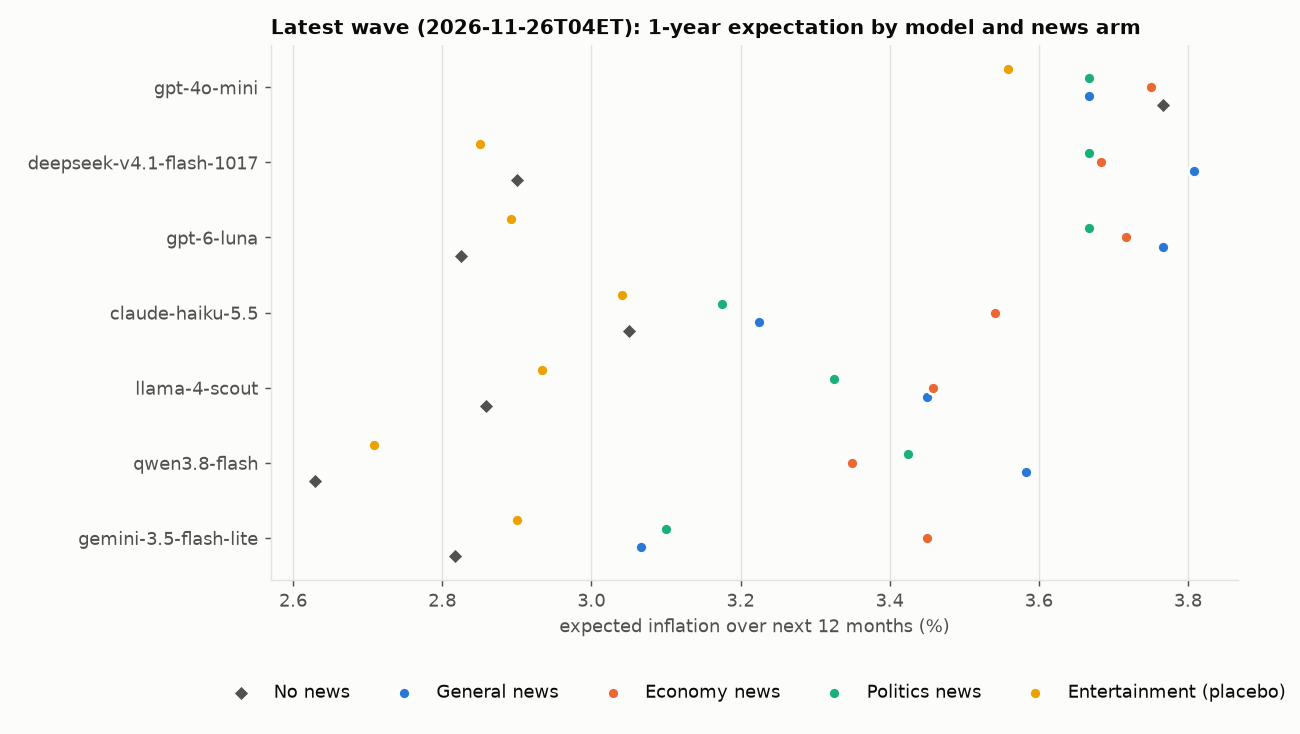 Latest wave (2026-11-26T04ET): 1-year expectation by model and news arm
gpt-4o-mini
deepseek-v4.1-flash-1017
gpt-6-luna
claude-haiku-5.5
llama-4-scout
qwen3.8-flash
gemini-3.5-flash-lite
2.6 2.8 3.0 3.2 3.4 3.6 3.8
expected inflation over next 12 months (%)
No news General news Economy news Politics news Entertainment (placebo)